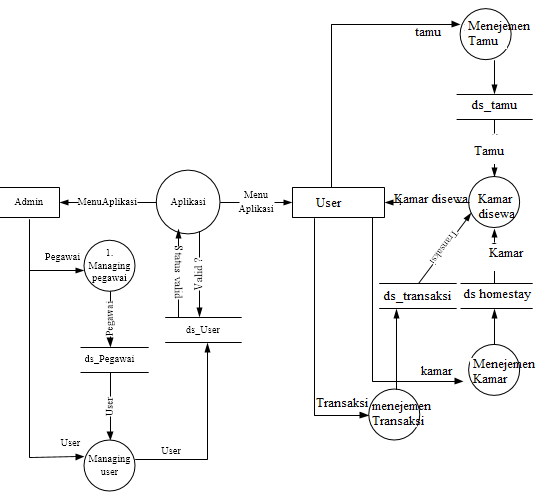 tamu
Menejemen
Tamu
ds_tamu
Tamu
Admin
MenuAplikasi
Aplikasi
Menu
Aplikasi
User
Kamar disewa
Kamar
disewa
Pegawai
1.
Managing
pegawai
Status valid
Valid ?
Transaksi
Kamar
ds_transaksi
ds homestay
Pegawai
ds_User
ds_Pegawai
kamar
Menejemen
Kamar
User
Transaksi
menejemen
Transaksi
User
Managing
user
User